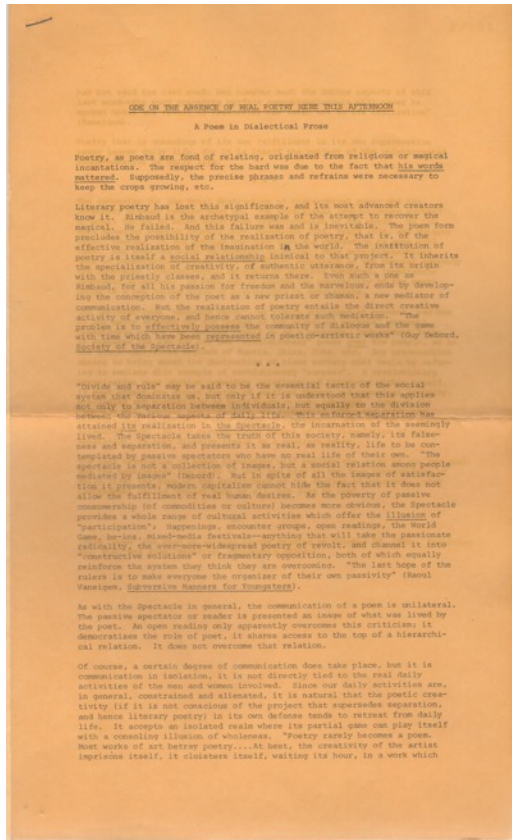 ODE ON THE ABSENCE OF REAL POETRY HERE THIS AFTERNOON
A Poem in Dialectical Prose
Poetry, as poets are fond of relating, originated from religious or magical
incantations. The respect for the bard was due to the fact that his words
mattered. Supposedly, the precise phrases and refrains were necessary to
keep the crops growing, etc.
Literary poetry has lost this significance, and its most advanced creators
know it. Rimbaud is the archetypal example of the attempt to recover the
magical. He failed. And this failure was and is inevitable. The poem form
precludes the possibility of the realization of poetry, that is, of the
effective realization of the imagination in the world. The institution of
poetry is itself a social relationship inimical to that project. It inherits
the specialization of creativity, of authentic utterance, from its origin
with the priestly classes, and it returns there. Even such a one as
Rimbaud, for all his passion for freedom and the marvelous, ends by develop-
ing the conception of the poet as a new priest or shaman, a new mediator of
communication. But the realization of poetry entails the direct creative
activity of everyone, and hence cannot tolerate such mediation. "The
problem is to effectively possess the community of dialogue and the game
with time which have been represented in poetico-artistic works" (Guy Debord,
Society of the Spectacle).
* * *
"Divide and rule" may be said to be the essential tactic of the social
system that dominates us, but only if it is understood that this applies
not only to separation between individuals, but equally to the division
between the various aspects of daily life. This enforced separation has
attained its realization in the Spectacle, the incarnation of the seemingly
lived. The Spectacle takes the truth of this society, namely, its false-
ness and separation, and presents it as real, as reality, life to be con-
templated by passive spectators who have no real life of their own. "The
spectacle is not a collection of images, but a social relation among people
mediated by images" (Debord). But in spite of all the images of satisfac-
tion it presents, modern capitalism cannot hide the fact that it does not
allow the fulfillment of real human desires. As the poverty of passive
consumership (of commodities or culture) becomes more obvious, the Spectacle
provides a whole range of cultural activities which offer the illusion of
"participation": Happenings, encounter groups, open readings, the World
Game, be-ins, mixed-media festivals--anything that will take the passionate
radicality, the ever-more-widespread poetry of revolt, and channel it into
"constructive solutions" or fragmentary opposition, both of which equally
reinforce the system they think they are overcoming. "The last hope of the
rulers is to make everyone the organizer of their own passivity" (Raoul
Vaneigem, Subversive Manners for Youngsters).
As with the Spectacle in general, the communication of a poem is unilateral.
The passive spectator or reader is presented an image of what was lived by
the poet. An open reading only apparently overcomes this criticism; it
democratizes the role of poet, it shares access to the top of a hierarchi-
cal relation. It does not overcome that relation.
Of course, a certain degree of communication does take place, but it is
communication in isolation, it is not directly tied to the real daily
activities of the men and women involved. Since our daily activities are,
in general, constrained and alienated, it is natural that the poetic crea-
tivity (if it is not conscious of the project that supersedes separation,
and hence literary poetry) in its own defense tends to retreat from daily
life. It accepts an isolated realm where its partial game can play itself
with a consoling illusion of wholeness. "Poetry rarely becomes a poem.
Most works of art betray poetry....At best, the creativity of the artist
imprisons itself, it cloisters itself, waiting its hour, in a work which